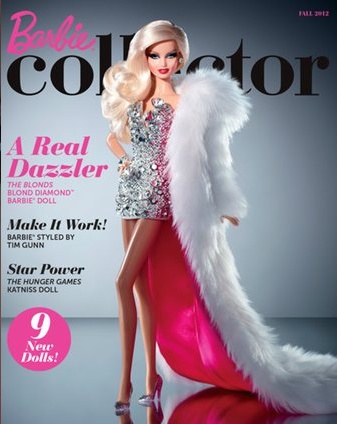 FALL 2012
Barbie
collector
A Real
Dazzler
THE BLONDS
BLOND DIAMOND™
BARBIE® DOLL
Make It Work!
BARBIE® STYLED BY
TIM GUNN
Star Power
THE HUNGER GAMES
KATNISS DOLL
9
New
Dolls!